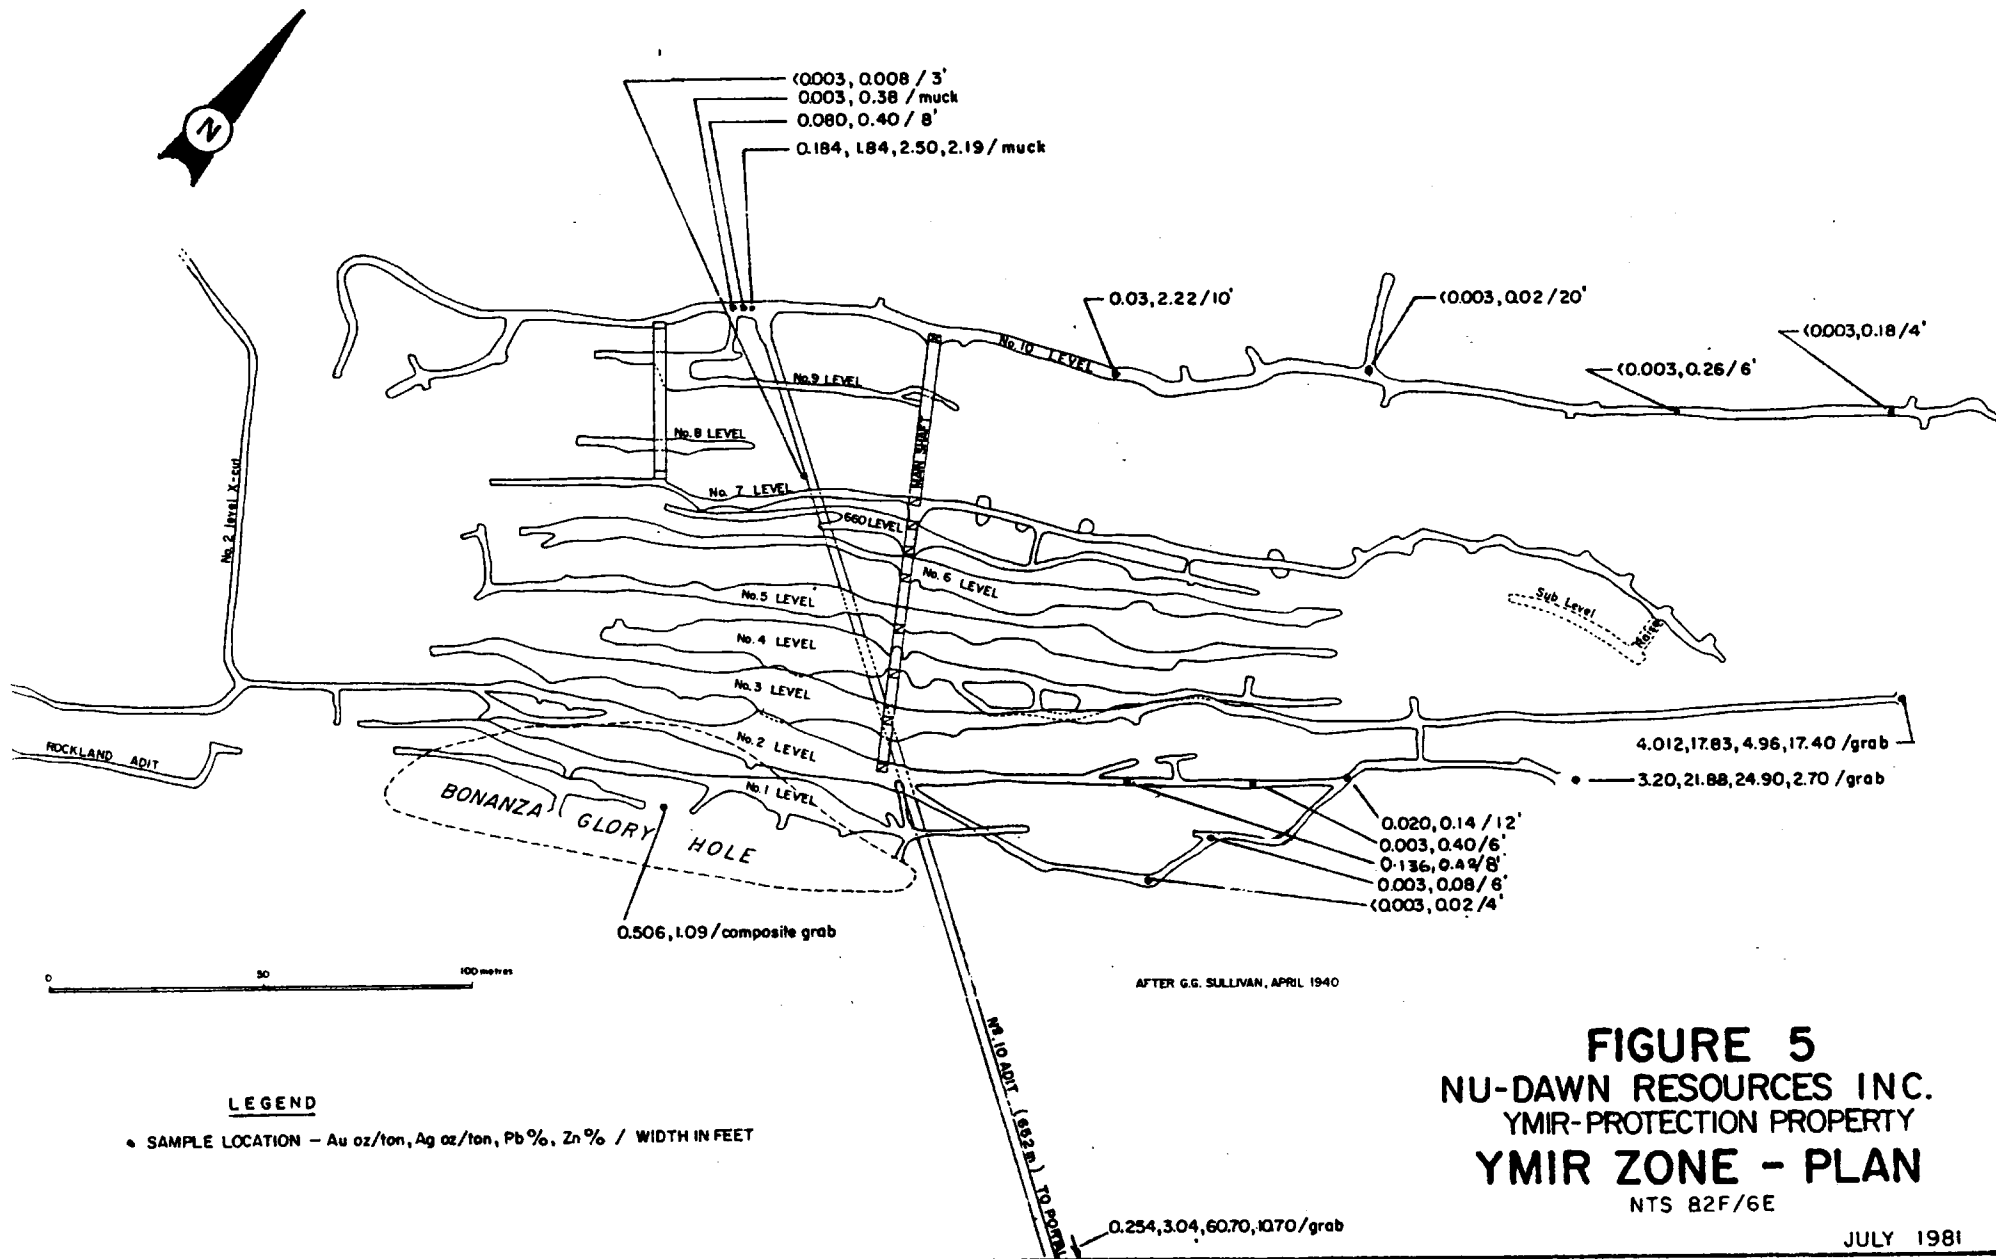 N
<0.003, 0.008 / 3'
0.003, 0.38 / muck
0.080, 0.40 / 8'
0.184, 1.84, 2.50, 2.19 / muck
0.03, 2.22/10'
<0.003, 0.02/20'
<0.003, 0.18/4'
<0.003, 0.26/6'
No. 10 LEVEL
No. 9 LEVEL
No. 8 LEVEL
MAIN SHAFT
No. 2 level X-cut
No. 7 LEVEL
660 LEVEL
No. 6 LEVEL
No. 5 LEVEL
Sub Level
Raise
No. 4 LEVEL
No. 3 LEVEL
No. 2 LEVEL
No. 1 LEVEL
ROCKLAND ADIT
BONANZA GLORY HOLE
4.012, 17.83, 4.96, 17.40 / grab
3.20, 21.88, 24.90, 2.70 / grab
0.020, 0.14 / 12'
0.003, 0.40/6'
0.136, 0.42/8'
0.003, 0.08/6'
<0.003, 0.02/4'
0.506, 1.09 / composite grab
0 50 100 metres
AFTER G.G. SULLIVAN, APRIL 1940
No. 10 ADIT (652 m) TO PORTAL
0.254, 3.04, 60.70, 10.70 / grab
LEGEND
• SAMPLE LOCATION – Au oz/ton, Ag oz/ton, Pb %, Zn % / WIDTH IN FEET
FIGURE 5
NU-DAWN RESOURCES INC.
YMIR-PROTECTION PROPERTY
YMIR ZONE - PLAN
NTS 82F/6E
JULY 1981